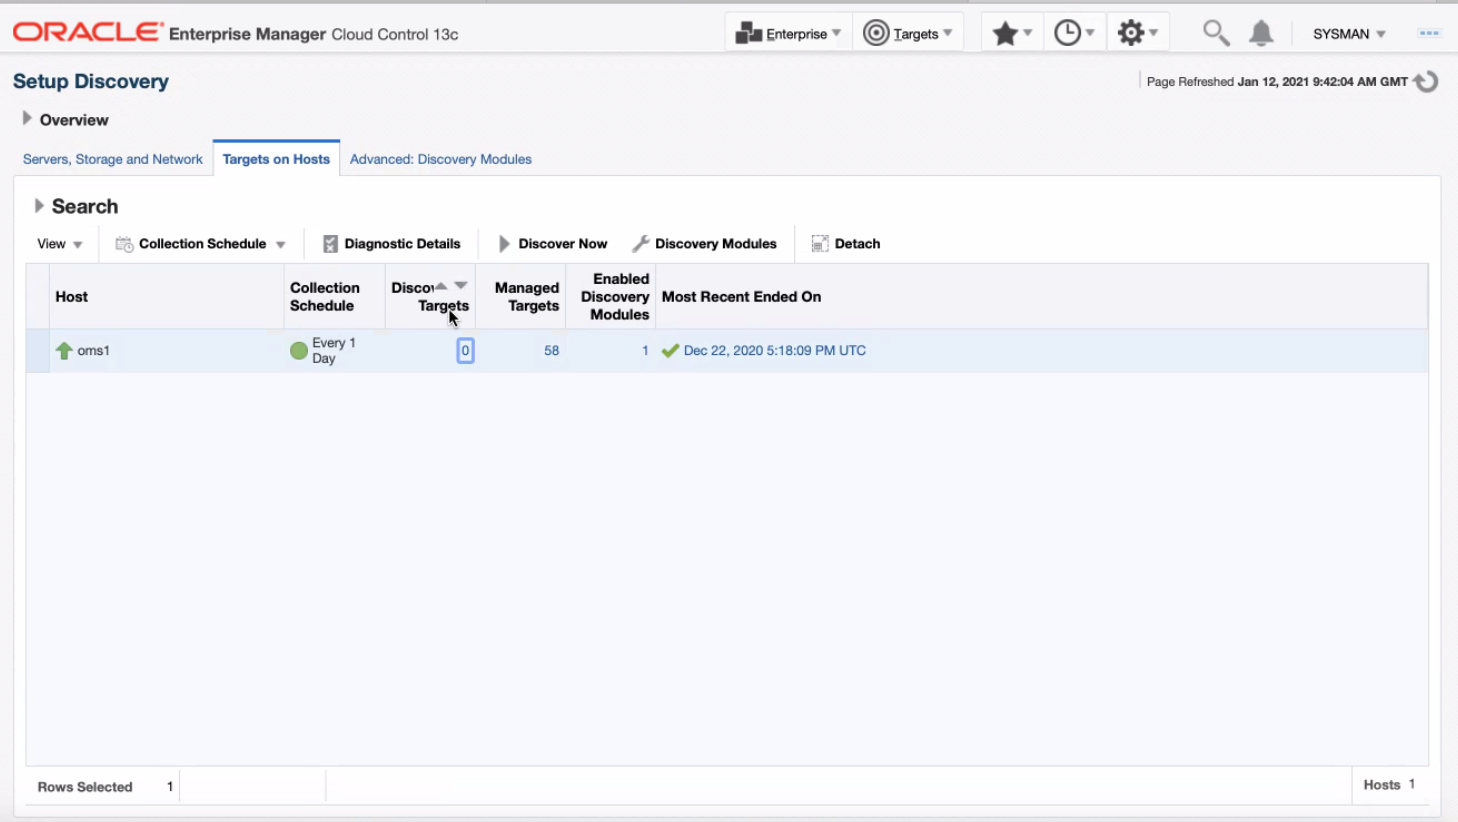 ORACLE Enterprise Manager Cloud Control 13c
Enterprise
Targets
SYSMAN
Setup Discovery
Page Refreshed Jan 12, 2021 9:42:04 AM GMT
Overview
Servers, Storage and Network
Targets on Hosts
Advanced: Discovery Modules
Search
View
Collection Schedule
Diagnostic Details
Discover Now
Discovery Modules
Detach
Host
Collection
Schedule
Targets
Managed
Targets
Enabled
Discovery
Modules
Most Recent Ended On
oms1
Every 1
Day
0
58
1
Dec 22, 2020 5:18:09 PM UTC
Rows Selected 1
Hosts 1